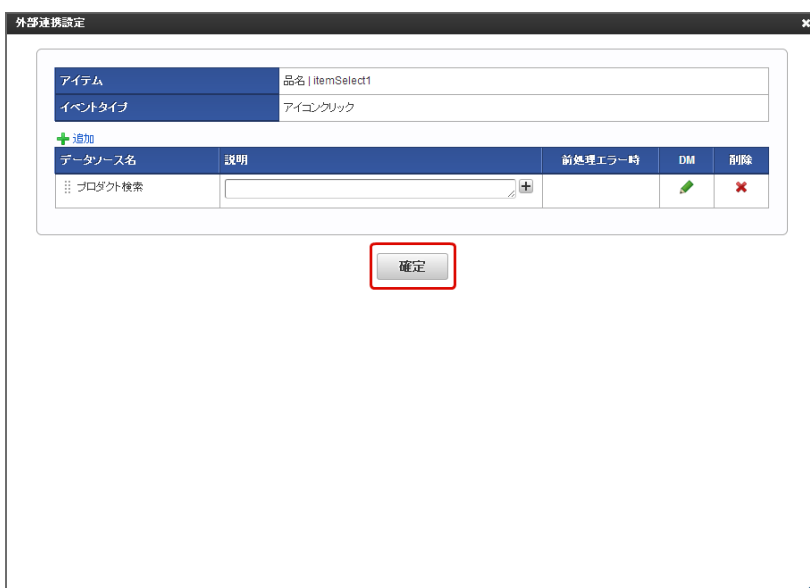 外部連携設定
アイテム 品名 | itemSelect1
イベントタイプ アイコンクリック
追加
データソース名 説明 前処理エラー時 DM 削除
プロダクト検索
確定